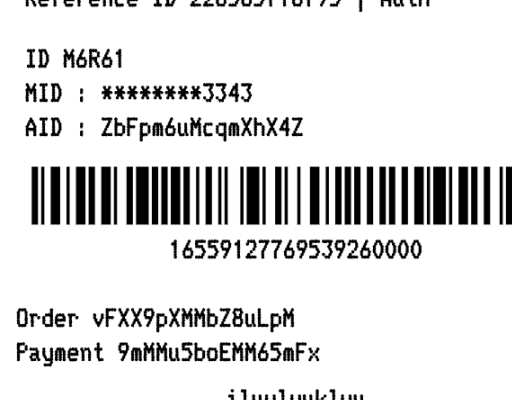 ID M6R61
MID : ********3343
AID : ZbFpm6uMcqmXhX4Z
16559127769539260000
Order vFXX9pXMMbZ8uLpM
Payment 9mMMu5boEMM65mFx